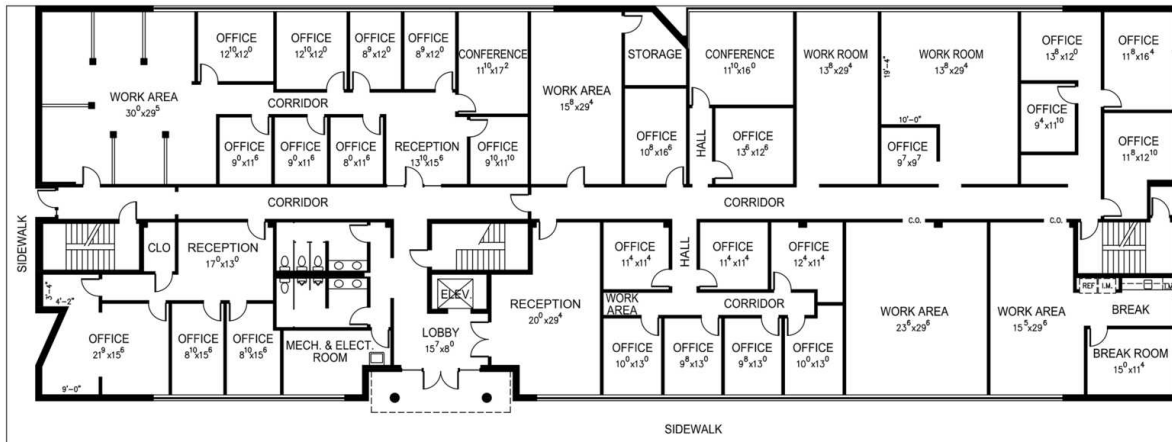 OFFICE
12¹⁰x12⁰
OFFICE
12¹⁰x12⁰
OFFICE
8⁹x12⁰
OFFICE
8⁹x12⁰
CONFERENCE
11¹⁰x17²
WORK AREA
30⁰x29⁵
CORRIDOR
OFFICE
9⁰x11⁶
OFFICE
9⁰x11⁶
OFFICE
8⁰x11⁶
RECEPTION
13¹⁰x15⁶
OFFICE
9¹⁰x11¹⁰
WORK AREA
15⁸x29⁴
STORAGE
OFFICE
10⁸x16⁶
CONFERENCE
11¹⁰x16⁰
HALL
OFFICE
13⁶x12⁶
WORK ROOM
13⁸x29⁴
19'-4"
WORK ROOM
13⁸x29⁴
10'-0"
OFFICE
9⁷x9⁷
OFFICE
13⁸x12⁰
OFFICE
11⁸x16⁴
OFFICE
9⁴x11¹⁰
OFFICE
11⁸x12¹⁰
CORRIDOR
CORRIDOR
C.O.
C.O.
SIDEWALK
CLO
RECEPTION
17⁰x13⁰
3'-4"
4'-2"
OFFICE
21⁹x15⁶
9'-0"
OFFICE
8¹⁰x15⁶
OFFICE
8¹⁰x15⁶
MECH. & ELECT.
ROOM
ELEV.
LOBBY
15⁷x8⁰
RECEPTION
20⁰x29⁴
OFFICE
11⁴x11⁴
HALL
OFFICE
11⁴x11⁴
OFFICE
12⁴x11⁴
WORK
AREA
CORRIDOR
OFFICE
10⁰x13⁰
OFFICE
9⁸x13⁰
OFFICE
9⁸x13⁰
OFFICE
10⁰x13⁰
WORK AREA
23⁶x29⁶
WORK AREA
15⁵x29⁶
REF
I.M.
BREAK
BREAK ROOM
15⁰x11⁴
SIDEWALK